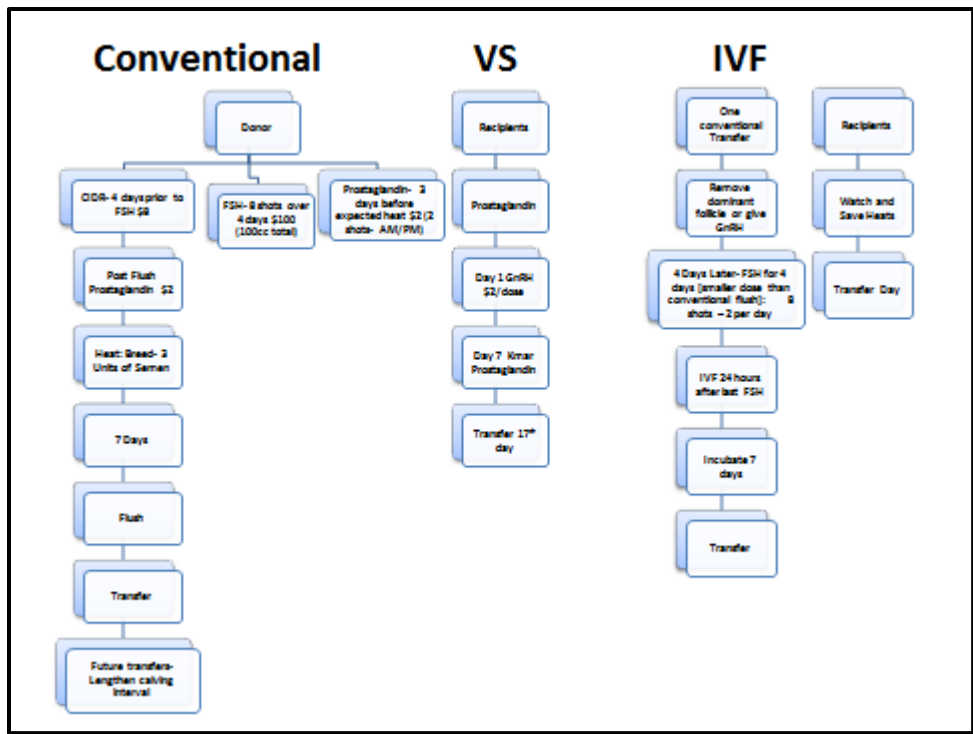 Conventional
VS
IVF
Donor
CIDR- 4 days prior to
FSH $8
FSH- 8 shots over
4 days $100
(100cc total)
Prostaglandin- 3
days before
expected heat $2 (2
shots- AM/PM)
Post Flush
Prostaglandin $2
Heat: Breed- 3
Units of Semen
7 Days
Flush
Transfer
Future transfers-
Lengthen calving
interval
Recipients
Prostaglandin
Day 1 GnRH
$2/dose
Day 7 Kmar
Prostaglandin
Transfer 17th
day
One
conventional
Transfer
Remove
dominant
follicle or give
GnRH
4 Days Later- FSH for 4
days (smaller dose than
conventional flush): 8
shots – 2 per day
IVF 24 hours
after last FSH
Incubate 7
days
Transfer
Recipients
Watch and
Save Heats
Transfer Day